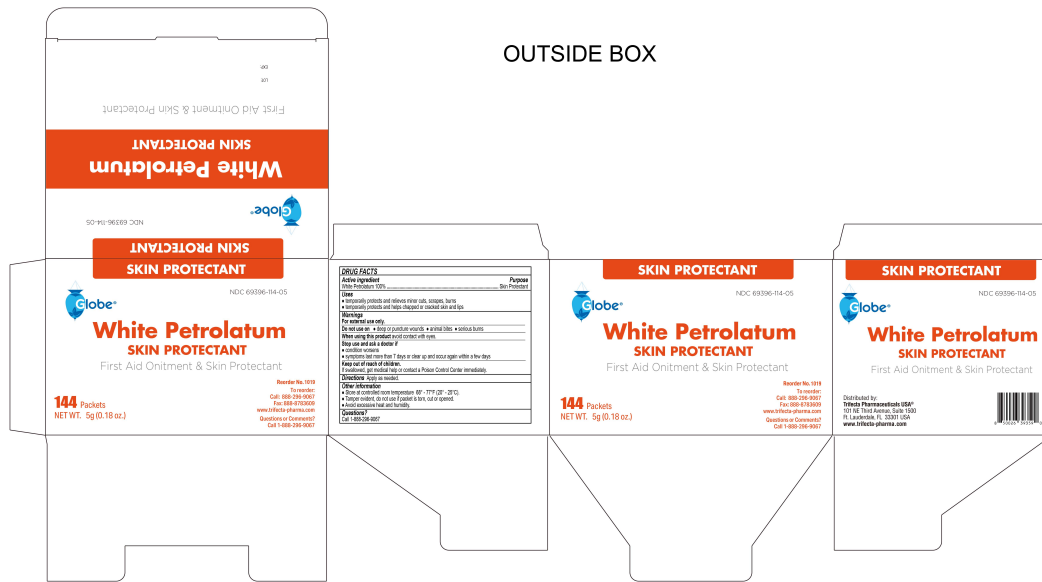 OUTSIDE BOX
EXP.
LOT
First Aid Onitment & Skin Protectant
SKIN PROTECTANT
White Petrolatum
Globe®
NDC 69396-114-05
SKIN PROTECTANT
SKIN PROTECTANT
NDC 69396-114-05
Globe®
White Petrolatum
SKIN PROTECTANT
First Aid Onitment & Skin Protectant
Reorder No. 1019
To reorder:
Call: 888-296-9067
Fax: 888-8783609
www.trifecta-pharma.com
Questions or Comments?
Call 1-888-296-9067
144 Packets
NET WT. 5g (0.18 oz.)
DRUG FACTS
Active ingredient Purpose
White Petrolatum 100% Skin Protectant
Uses
• temporarily protects and relieves minor cuts, scrapes, burns
• temporarily protects and helps chapped or cracked skin and lips
Warnings
For external use only.
Do not use on • deep or puncture wounds • animal bites • serious burns
When using this product avoid contact with eyes.
Stop use and ask a doctor if
• condition worsens
• symptoms last more than 7 days or clear up and occur again within a few days
Keep out of reach of children.
If swallowed, get medical help or contact a Poison Control Center immediately.
Directions Apply as needed.
Other information
• Store at controlled room temperature 68° - 77°F (20° - 25°C).
• Tamper evident, do not use if packet is torn, cut or opened.
• Avoid excessive heat and humidity.
Questions?
Call 1-888-296-9067
SKIN PROTECTANT
NDC 69396-114-05
Globe®
White Petrolatum
SKIN PROTECTANT
First Aid Onitment & Skin Protectant
Reorder No. 1019
To reorder:
Call: 888-296-9067
Fax: 888-8783609
www.trifecta-pharma.com
Questions or Comments?
Call 1-888-296-9067
144 Packets
NET WT. 5g (0.18 oz.)
SKIN PROTECTANT
NDC 69396-114-05
Globe®
White Petrolatum
SKIN PROTECTANT
First Aid Onitment & Skin Protectant
Distributed by:
Trifecta Pharmaceuticals USA®
101 NE Third Avenue, Suite 1500
Ft. Lauderdale, FL 33301 USA
www.trifecta-pharma.com